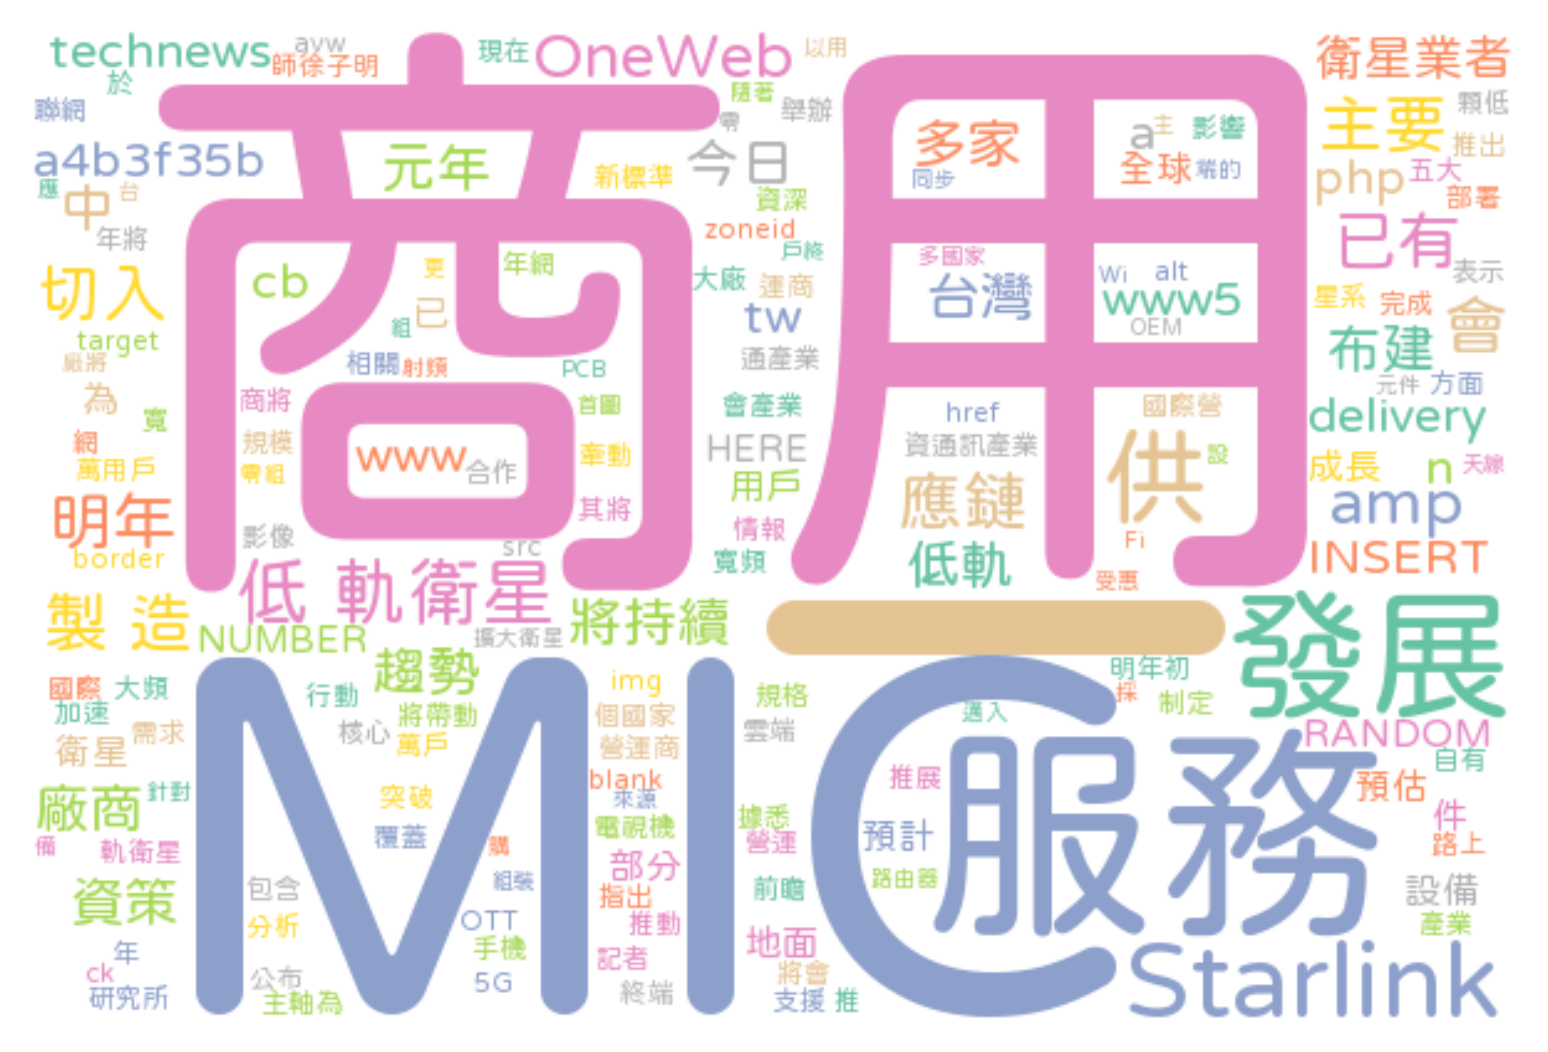 technews
avw
師徐子明
現在
OneWeb
以用
衛星業者
於
聯網
隨著
零
舉辦
主要
顆低
推出
商用
a4b3f35b
元年
新標準
今日
多家
同步
a
主
影響
全球
端的
php
五大
部署
應
中
台
年將
資深
zoneid
戶終
多國家
已有
表示
切入
cb
更
年網
已
組
大廠
運商
tw
台灣
Wi
alt
www5
OEM
星系
完成
會
target
廠將
相關
射頻
PCB
通產業
布建
元件
方面
為
寬
商將
首圖
會產業
href
國際營
delivery
網
萬用戶
規模
零組
www
合作
牽動
HERE
用戶
資通訊產業
供
設
成長
n
天線
明年
border
影像
src
其將
情報
寬頻
應鏈
低軌
Fi
受惠
amp
INSERT
製 造
低 軌衛星
將持續
一
發展
NUMBER
擴大衛星
趨勢
MIC
國際
大頻
加速
行動
將帶動
img
個國家
規格
明年初
採
制定
邁入
RANDOM
衛星
需求
核心
萬戶
營運商
雲端
服務
自有
廠商
針對
突破
blank
來源
推展
預估
備
軌衛星
覆蓋
購
電視機
據悉
營運
預計
件
路上
資策
包含
組裝
部分
指出
前瞻
路由器
設備
產業
分析
OTT
推動
手機
地面
年
ck
研究所
公布
主軸為
5G
記者
終端
將會
支援
推
Starlink